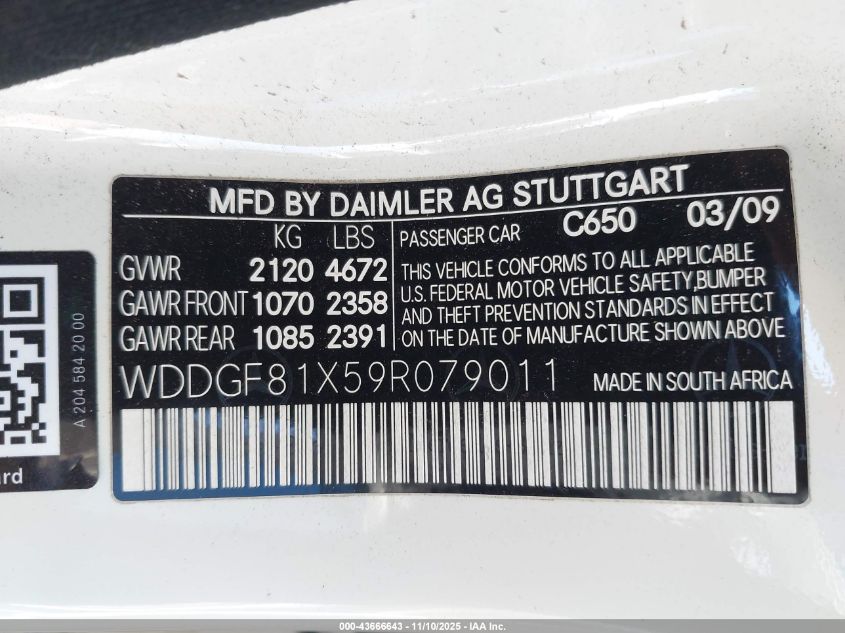 MFD BY DAIMLER AG STUTTGART
KG LBS
GVWR 2120 4672
GAWR FRONT 1070 2358
GAWR REAR 1085 2391
PASSENGER CAR C650 03/09
THIS VEHICLE CONFORMS TO ALL APPLICABLE
U.S. FEDERAL MOTOR VEHICLE SAFETY,BUMPER
AND THEFT PREVENTION STANDARDS IN EFFECT
ON THE DATE OF MANUFACTURE SHOWN ABOVE
WDDGF81X59R079011 MADE IN SOUTH AFRICA
A 204 584 20 00
ard
000-43666643 - 11/10/2025 - IAA Inc.